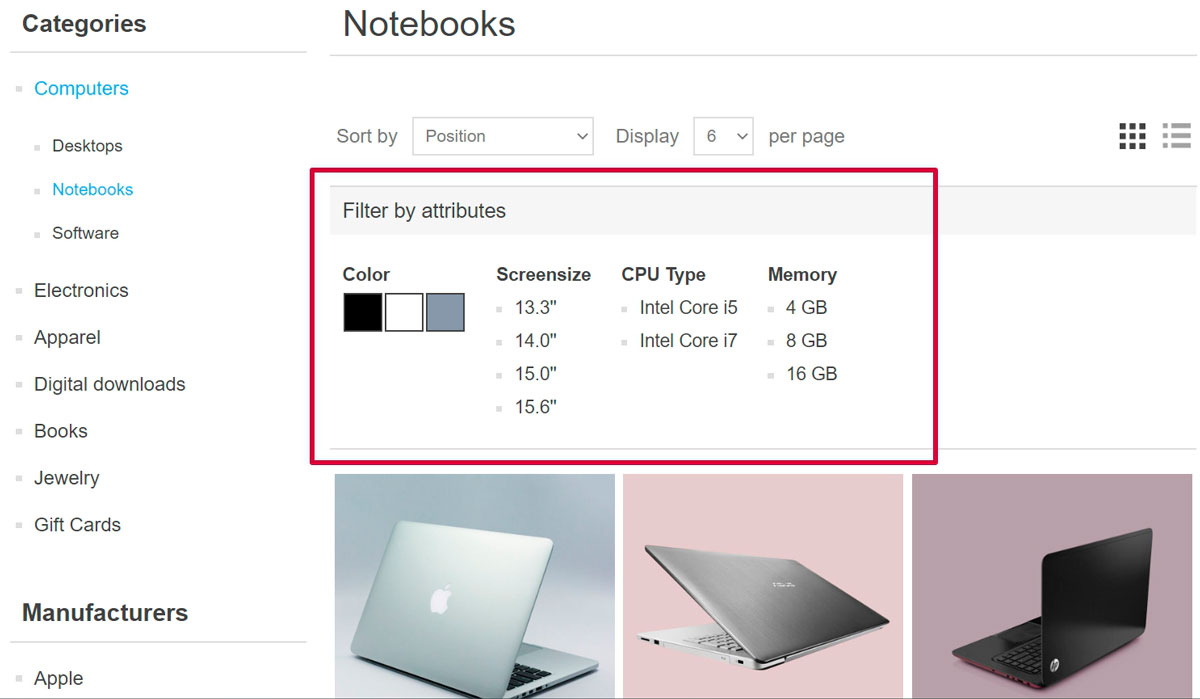 Categories
Computers
Desktops
Notebooks
Software
Electronics
Apparel
Digital downloads
Books
Jewelry
Gift Cards
Manufacturers
Apple
Notebooks
Sort by Position Display 6 per page
Filter by attributes
Color
Screensize
13.3"
14.0"
15.0"
15.6"
CPU Type
Intel Core i5
Intel Core i7
Memory
4 GB
8 GB
16 GB
hp